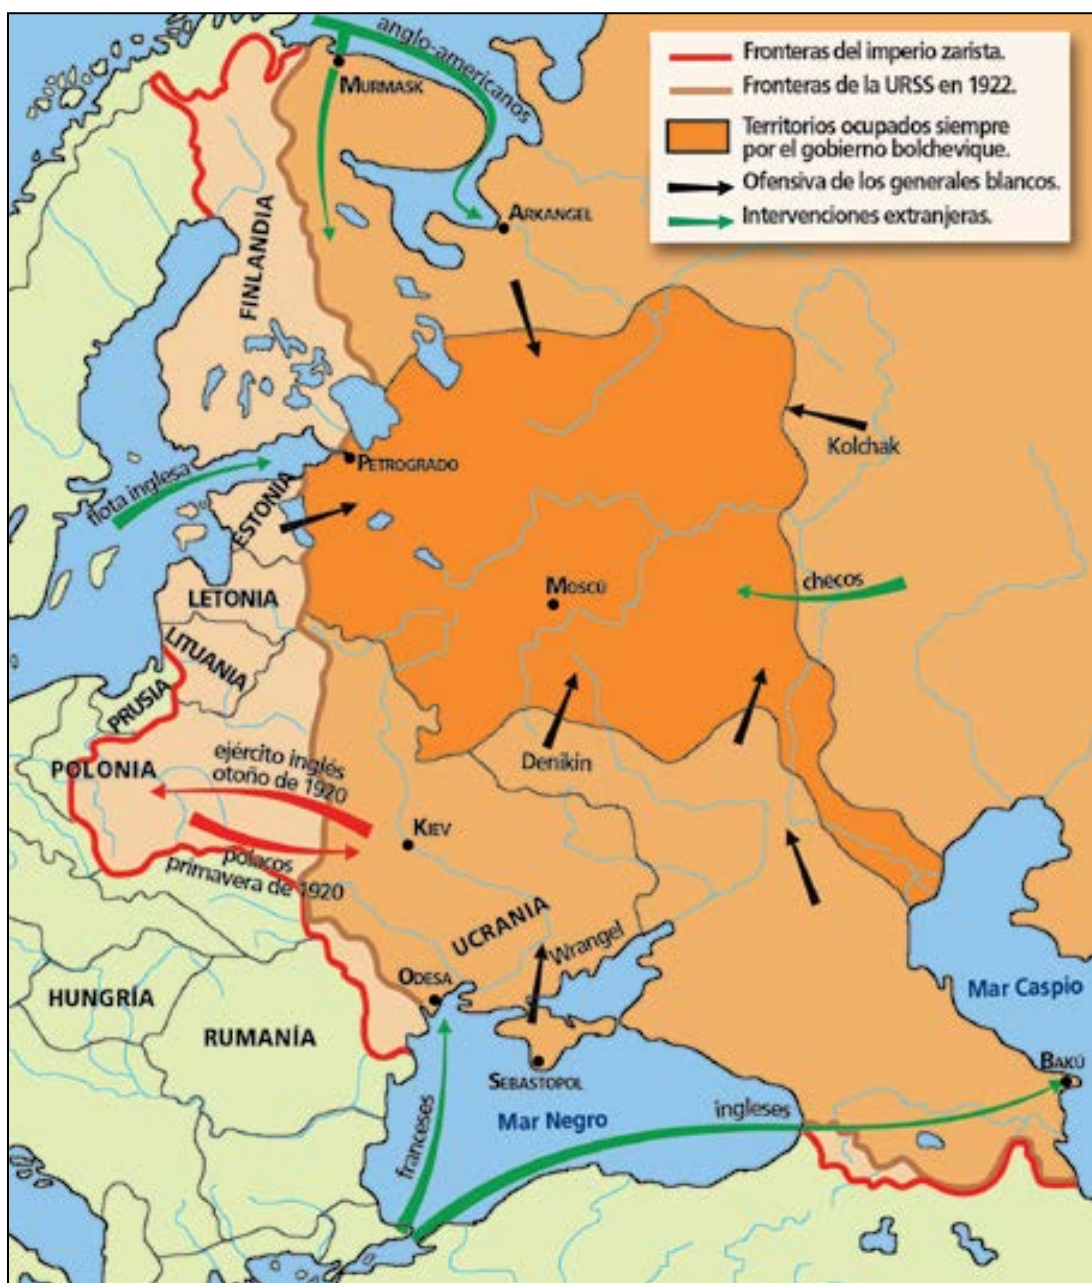 anglo-americanos
MURMASK
Fronteras del imperio zarista.
Fronteras de la URSS en 1922.
Territorios ocupados siempre
por el gobierno bolchevique.
Ofensiva de los generales blancos.
Intervenciones extranjeras.
ARKANGEL
FINLANDIA
Kolchak
PETROGRADO
flota inglesa
ESTONIA
MOSCÚ
checos
LETONIA
LITUANIA
PRUSIA
POLONIA
ejército inglés
otoño de 1920
Denikin
KIEV
polacos
primavera de 1920
UCRANIA
Wrangel
ODESA
HUNGRÍA
RUMANÍA
Mar Caspio
SEBASTOPOL
BAKÚ
Mar Negro
ingleses
franceses